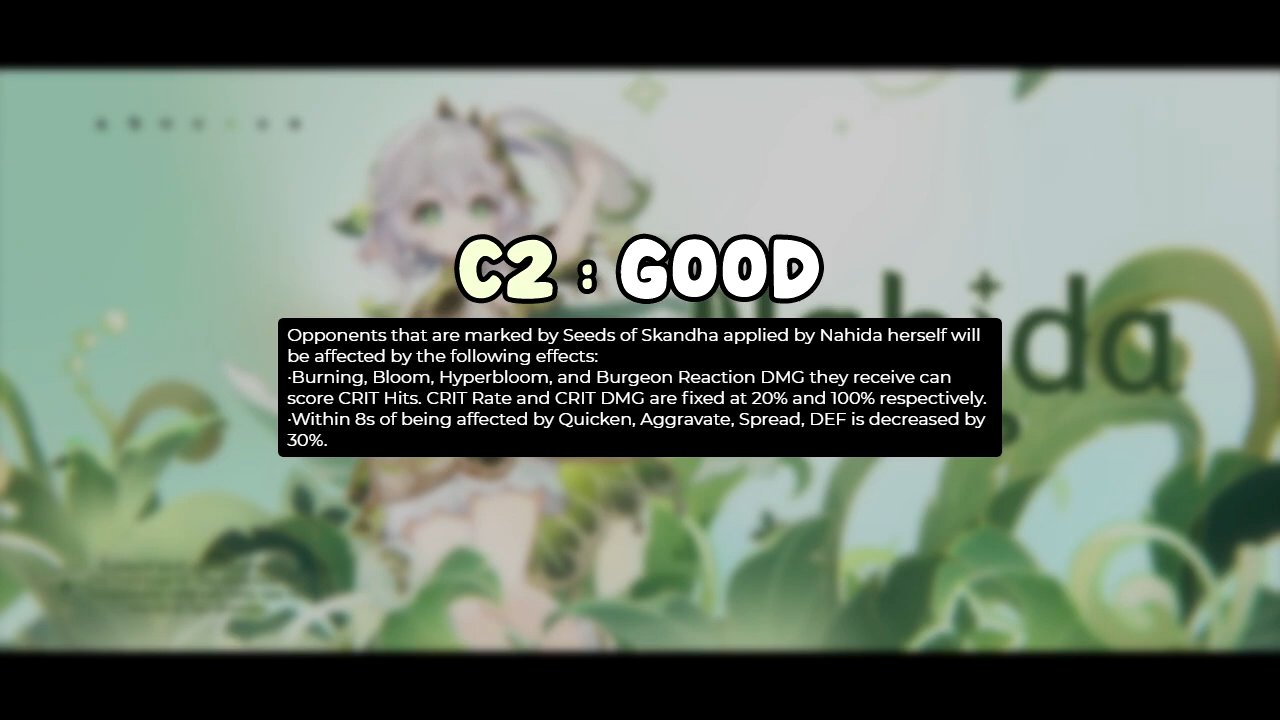 C2 : GOOD
Opponents that are marked by Seeds of Skandha applied by Nahida herself will
be affected by the following effects:
·Burning, Bloom, Hyperbloom, and Burgeon Reaction DMG they receive can
score CRIT Hits. CRIT Rate and CRIT DMG are fixed at 20% and 100% respectively.
·Within 8s of being affected by Quicken, Aggravate, Spread, DEF is decreased by
30%.
Nahida